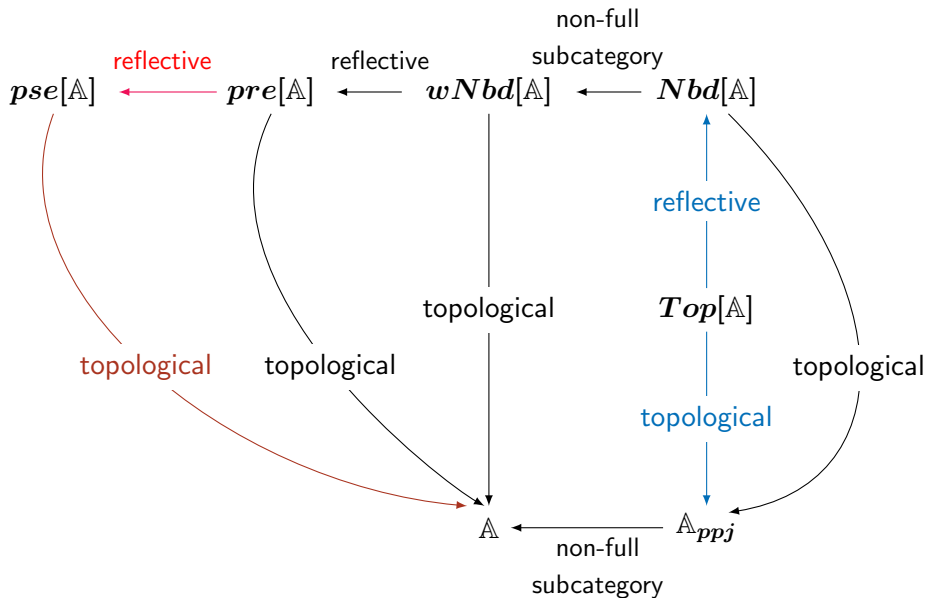 non-full
subcategory
reflective
reflective
pse[𝔸]
pre[𝔸]
wNbd[𝔸]
Nbd[𝔸]
reflective
topological
Top[𝔸]
topological
topological
topological
topological
𝔸
𝔸ppj
non-full
subcategory